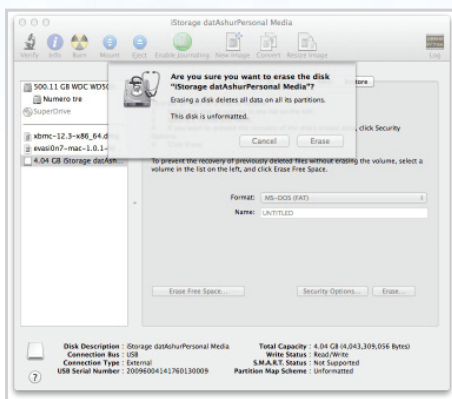 iStorage datAshurPersonal Media
Verify Info Burn Mount Eject Enable Journaling New Image Convert Resize Image Log
Are you sure you want to erase the disk
"iStorage datAshurPersonal Media"?
Erasing a disk deletes all data on all its partitions.
This disk is unformatted.
Cancel Erase
500.11 GB WDC WD50
Numero tre
SuperDrive
xbmc-12.3-x86_64.d
evasi0n7-mac-1.0.1-
4.04 GB iStorage datAsh...
store
click Security
To prevent the recovery of previously deleted files without erasing the volume, select a
volume in the list on the left, and click Erase Free Space.
Format: MS-DOS (FAT)
Name: UNTITLED
Erase Free Space... Security Options... Erase...
Disk Description : iStorage datAshurPersonal Media Total Capacity : 4.04 GB (4,043,309,056 Bytes)
Connection Bus : USB Write Status : Read/Write
Connection Type : External S.M.A.R.T. Status : Not Supported
USB Serial Number : 20096004141760130009 Partition Map Scheme : Unformatted
?